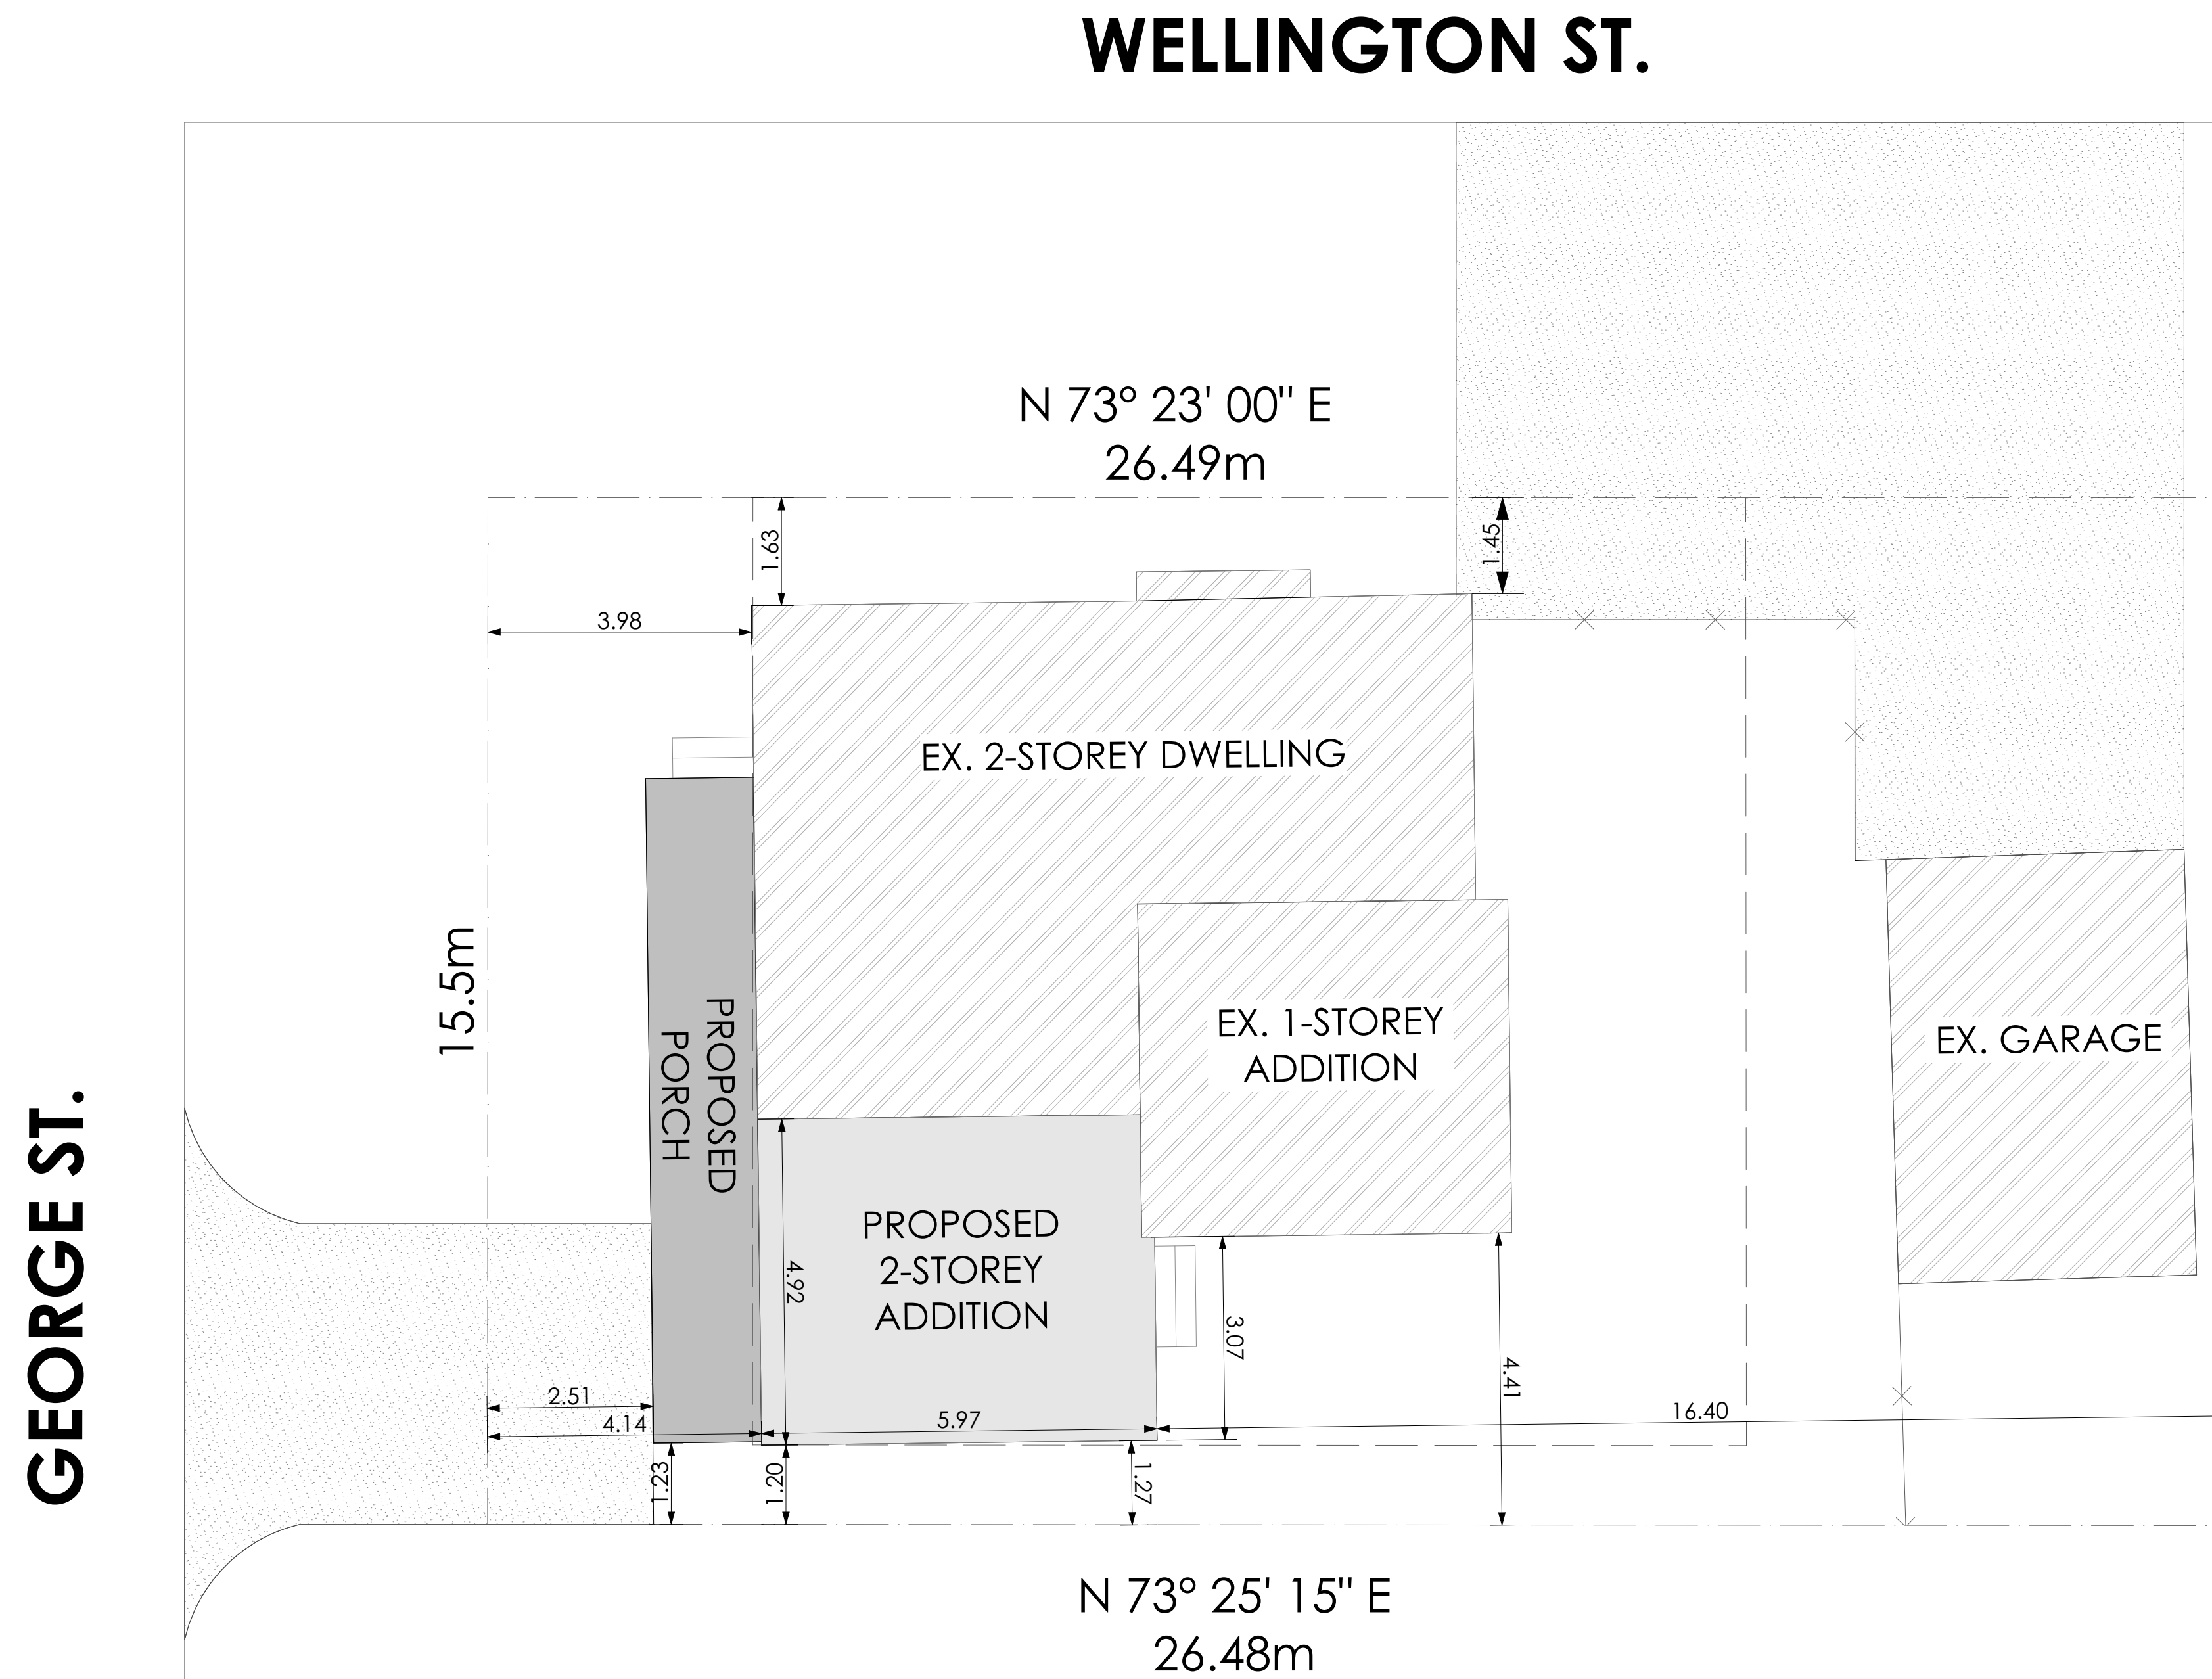 WELLINGTON ST.
N 73° 23' 00" E
26.49m
1.63
1.45
3.98
EX. 2-STOREY DWELLING
15.5m
PROPOSED
PORCH
EX. 1-STOREY
ADDITION
EX. GARAGE
GEORGE ST.
PROPOSED
2-STOREY
ADDITION
4.92
3.07
4.41
2.51
4.14
5.97
16.40
1.23
1.20
1.27
N 73° 25' 15" E
26.48m